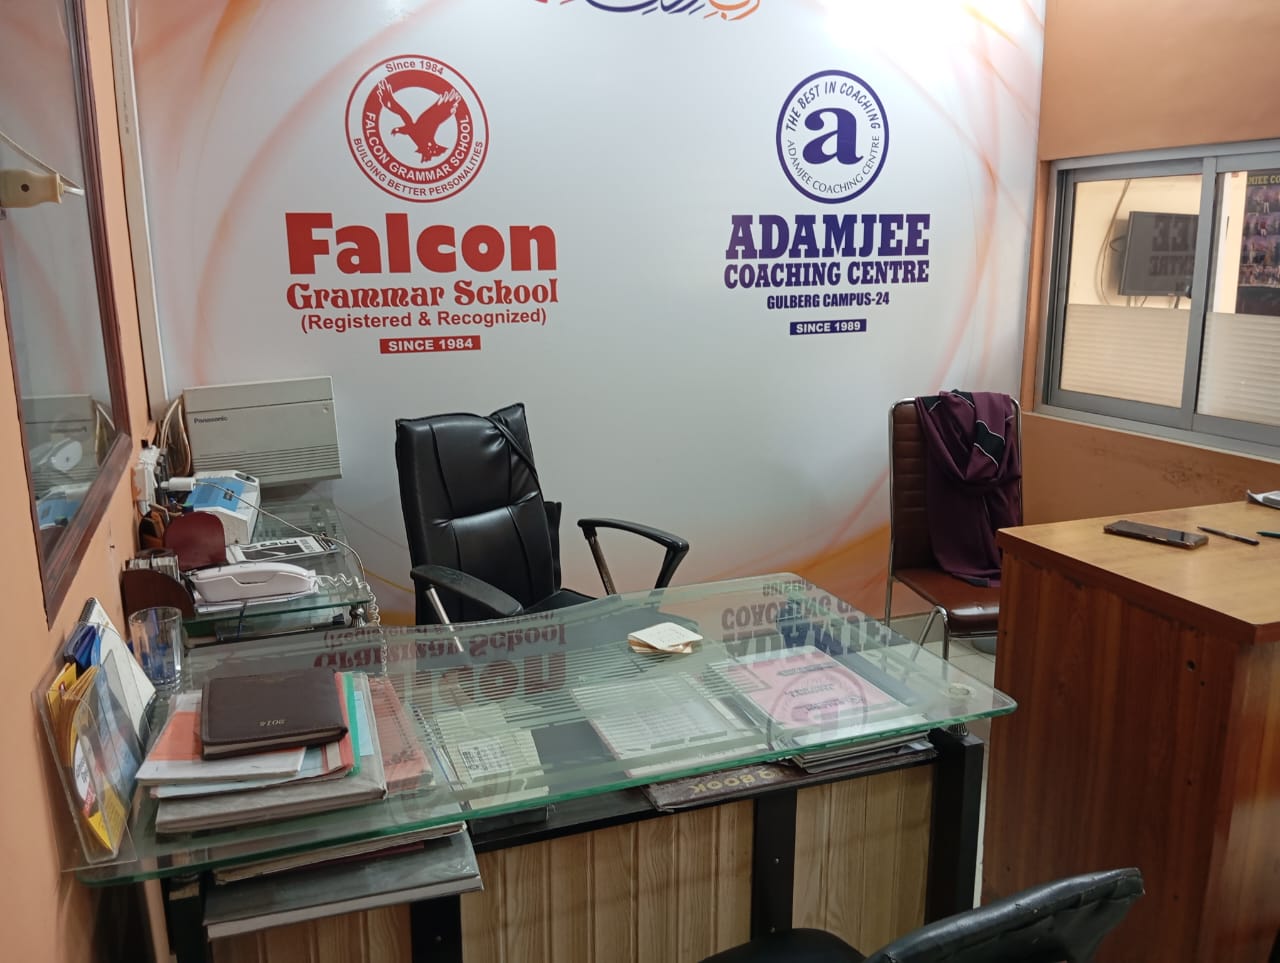 Since 1984
FALCON GRAMMAR SCHOOL
BUILDING BETTER PERSONALITIES
Falcon
Grammar School
(Registered & Recognized)
SINCE 1984
THE BEST IN COACHING
a
ADAMJEE COACHING CENTRE
ADAMJEE
COACHING CENTRE
GULBERG CAMPUS-24
SINCE 1989
Panasonic
2018